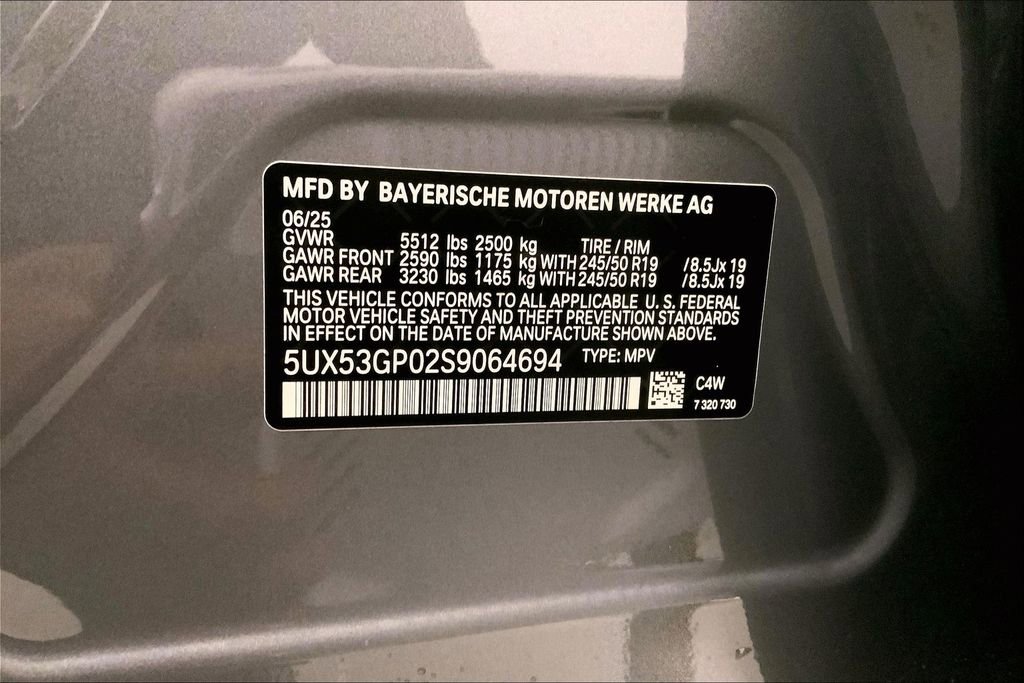 MFD BY BAYERISCHE MOTOREN WERKE AG
06/25
GVWR 5512 lbs 2500 kg TIRE / RIM
GAWR FRONT 2590 lbs 1175 kg WITH 245/50 R19 /8.5Jx 19
GAWR REAR 3230 lbs 1465 kg WITH 245/50 R19 /8.5Jx 19
THIS VEHICLE CONFORMS TO ALL APPLICABLE U. S. FEDERAL
MOTOR VEHICLE SAFETY AND THEFT PREVENTION STANDARDS
IN EFFECT ON THE DATE OF MANUFACTURE SHOWN ABOVE.
5UX53GP02S9064694 TYPE: MPV
C4W
7 320 730